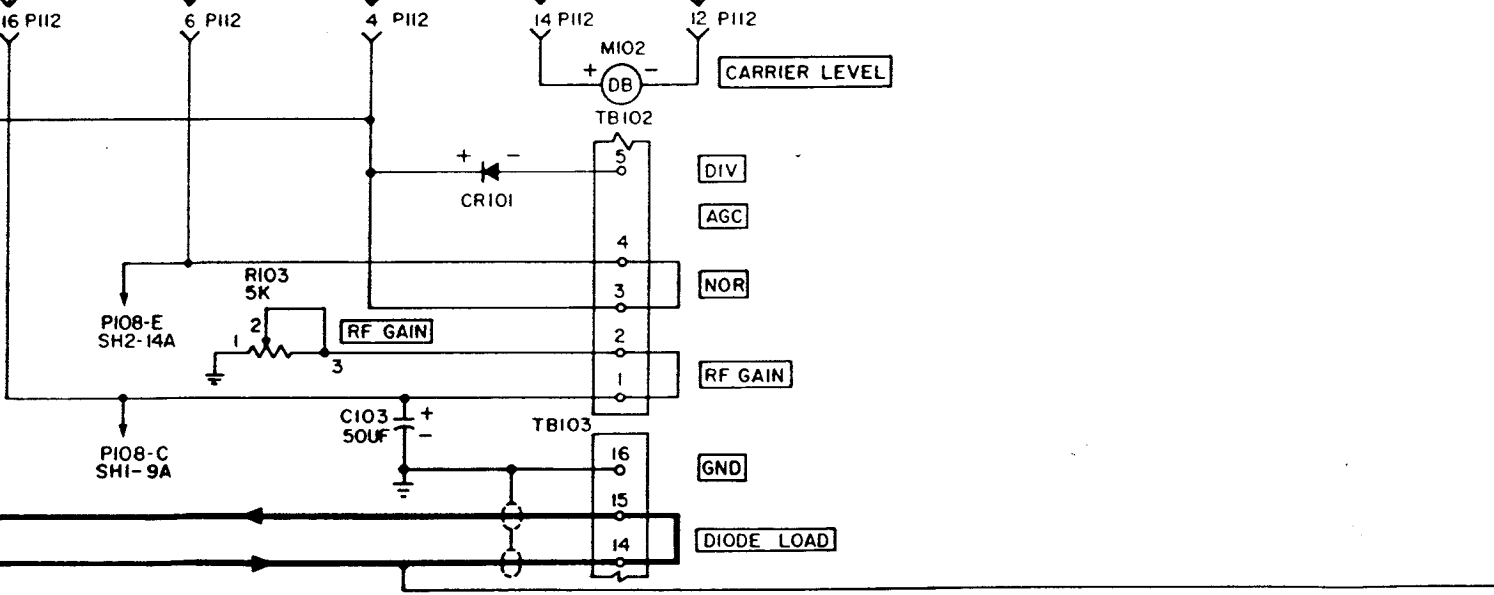 16 P112
6 P112
4 P112
14 P112
12 P112
M102
+ DB -
CARRIER LEVEL
TB102
5
+ -
DIV
CR101
AGC
4
R103
5K
NOR
3
P108-E
SH2-14A
2
1
3
RF GAIN
2
RF GAIN
1
C103
50UF
+
-
TB103
P108-C
SH1-9A
16
GND
15
14
DIODE LOAD